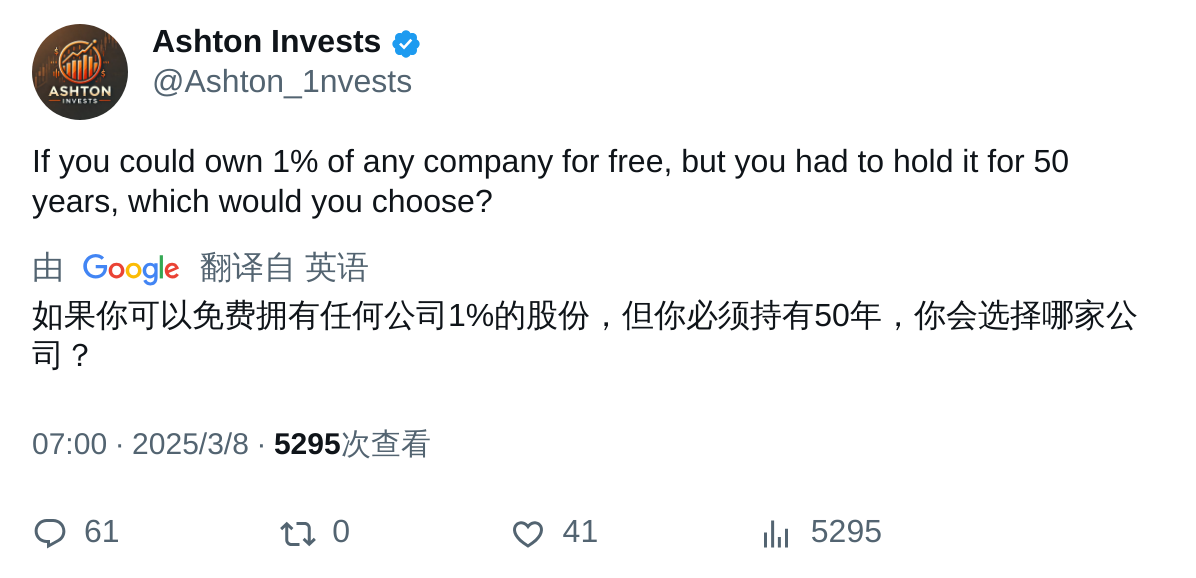 ASHTON
INVESTS
Ashton Invests
@Ashton_1nvests
If you could own 1% of any company for free, but you had to hold it for 50
years, which would you choose?
由 Google 翻译自 英语
如果你可以免费拥有任何公司1%的股份，但你必须持有50年，你会选择哪家公
司？
07:00 · 2025/3/8 · 5295次查看
61 0 41 5295